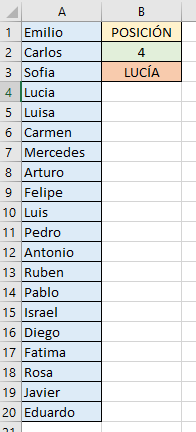 A B
1 Emilio POSICIÓN
2 Carlos 4
3 Sofia LUCÍA
4 Lucia
5 Luisa
6 Carmen
7 Mercedes
8 Arturo
9 Felipe
10 Luis
11 Pedro
12 Antonio
13 Ruben
14 Pablo
15 Israel
16 Diego
17 Fatima
18 Rosa
19 Javier
20 Eduardo